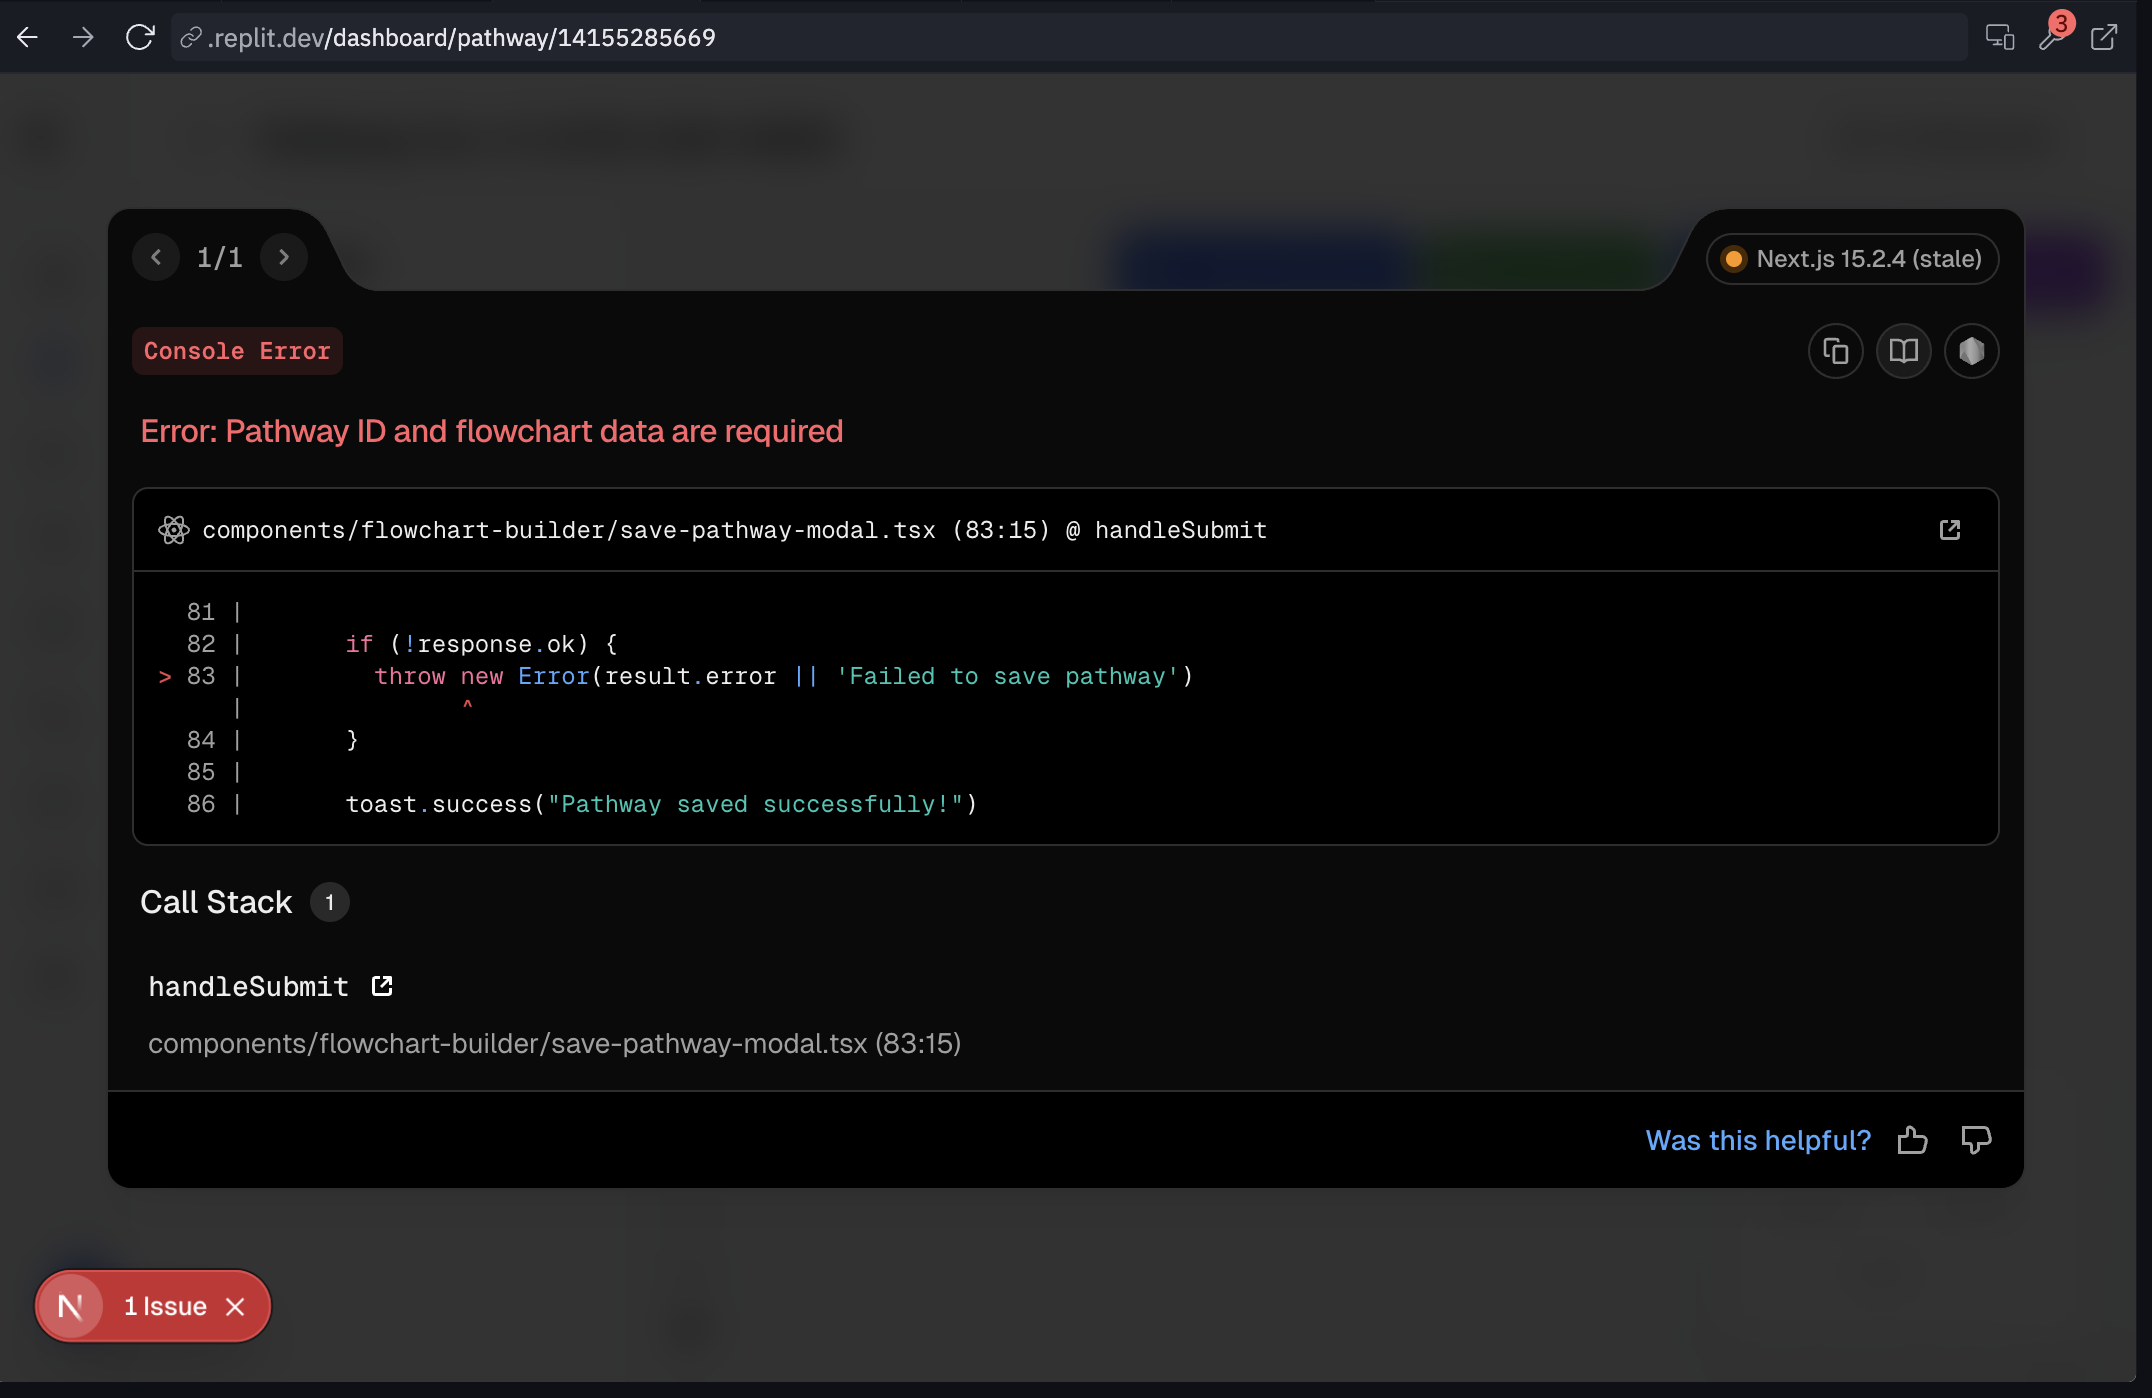 .replit.dev/dashboard/pathway/14155285669
3
1/1
Next.js 15.2.4 (stale)
Console Error
Error: Pathway ID and flowchart data are required
components/flowchart-builder/save-pathway-modal.tsx (83:15) @ handleSubmit
81 |
82 | if (!response.ok) {
> 83 | throw new Error(result.error || 'Failed to save pathway')
| ^
84 | }
85 |
86 | toast.success("Pathway saved successfully!")
Call Stack 1
handleSubmit
components/flowchart-builder/save-pathway-modal.tsx (83:15)
Was this helpful?
N 1 Issue